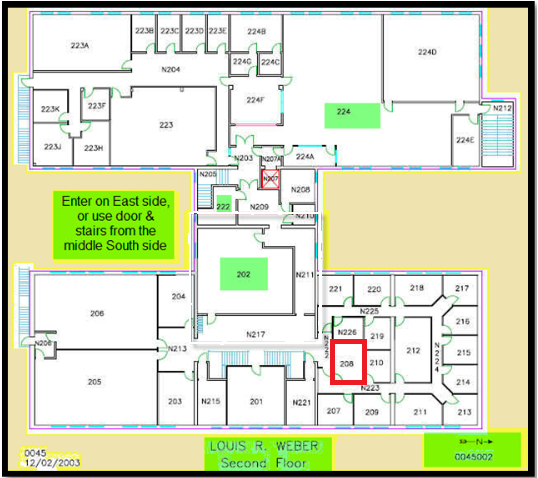 223A
223B
223C
223D
223E
224B
224D
N204
224G
224C
224F
223K
223F
223
224
N212
223J
223H
N203
N207A
224A
224E
N205
N207
N208
222
N209
N210
Enter on East side,
or use door &
stairs from the
middle South side
202
N211
206
204
221
220
218
217
N225
216
N226
219
N206
N217
N213
208
210
212
N224
215
205
214
N223
203
N215
201
N221
207
209
211
213
LOUIS R. WEBER
Second Floor
0045
12/02/2003
N
0045002